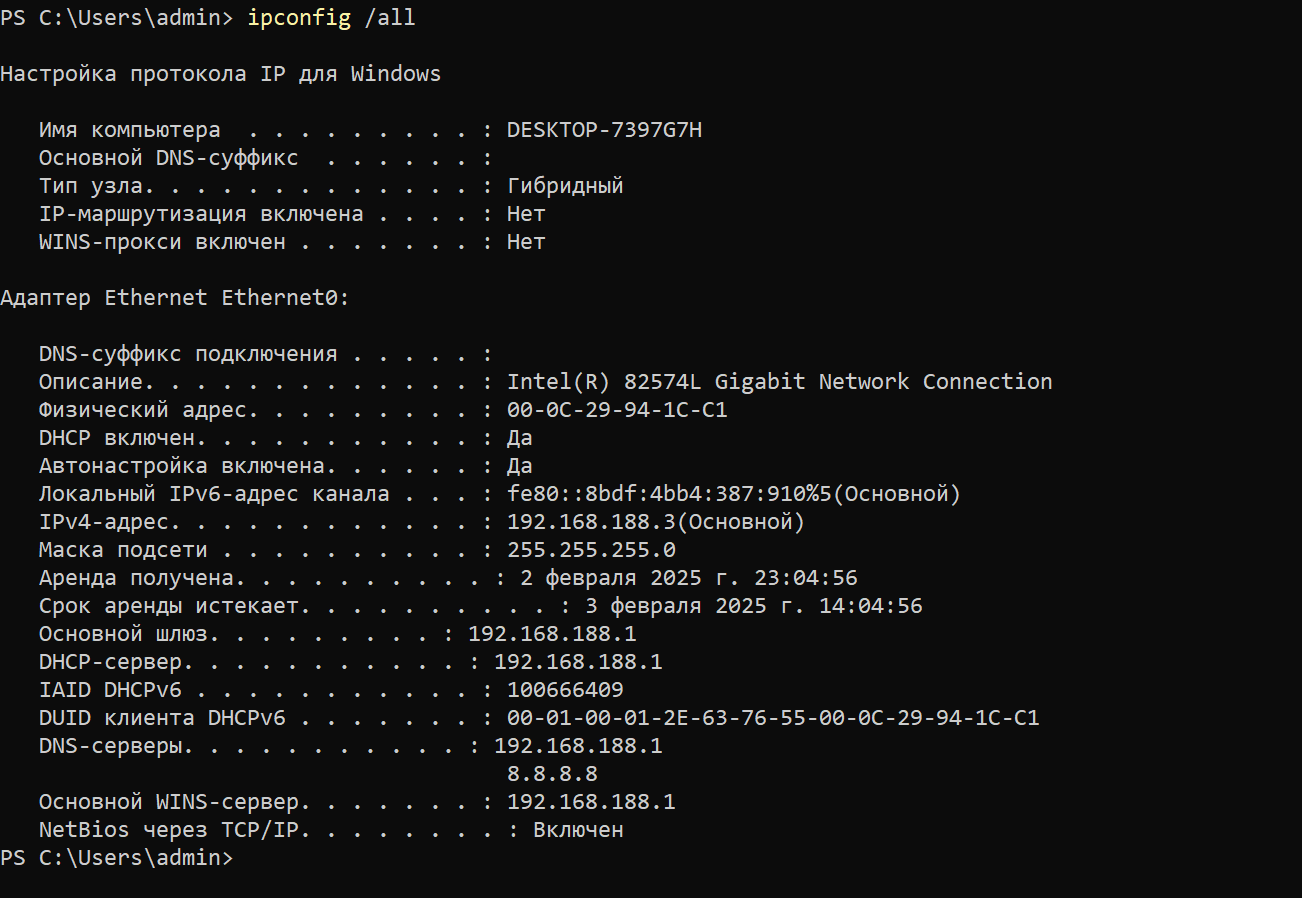 PS C:\Users\admin> ipconfig /all
Настройка протокола IP для Windows
Имя компьютера  . . . . . . . . . : DESKTOP-7397G7H
Основной DNS-суффикс  . . . . . . :
Тип узла. . . . . . . . . . . . . : Гибридный
IP-маршрутизация включена . . . . : Нет
WINS-прокси включен . . . . . . . : Нет
Адаптер Ethernet Ethernet0:
DNS-суффикс подключения . . . . . :
Описание. . . . . . . . . . . . . : Intel(R) 82574L Gigabit Network Connection
Физический адрес. . . . . . . . . : 00-0C-29-94-1C-C1
DHCP включен. . . . . . . . . . . : Да
Автонастройка включена. . . . . . : Да
Локальный IPv6-адрес канала . . . : fe80::8bdf:4bb4:387:910%5(Основной)
IPv4-адрес. . . . . . . . . . . . : 192.168.188.3(Основной)
Маска подсети . . . . . . . . . . : 255.255.255.0
Аренда получена. . . . . . . . . . : 2 февраля 2025 г. 23:04:56
Срок аренды истекает. . . . . . . . . . : 3 февраля 2025 г. 14:04:56
Основной шлюз. . . . . . . . . : 192.168.188.1
DHCP-сервер. . . . . . . . . . . : 192.168.188.1
IAID DHCPv6 . . . . . . . . . . . : 100666409
DUID клиента DHCPv6 . . . . . . . : 00-01-00-01-2E-63-76-55-00-0C-29-94-1C-C1
DNS-серверы. . . . . . . . . . . : 192.168.188.1
8.8.8.8
Основной WINS-сервер. . . . . . . : 192.168.188.1
NetBios через TCP/IP. . . . . . . . : Включен
PS C:\Users\admin>